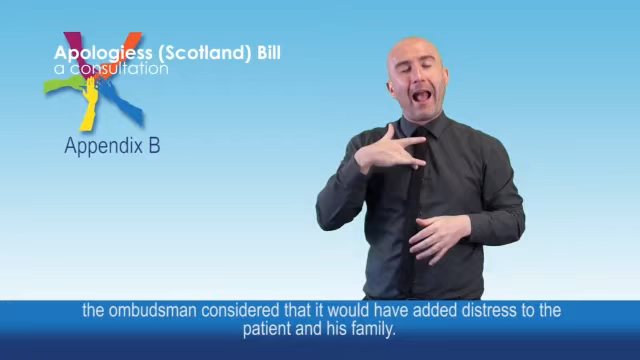 Apologiess (Scotland) Bill
a consultation
Appendix B
the ombudsman considered that it would have added distress to the
patient and his family.